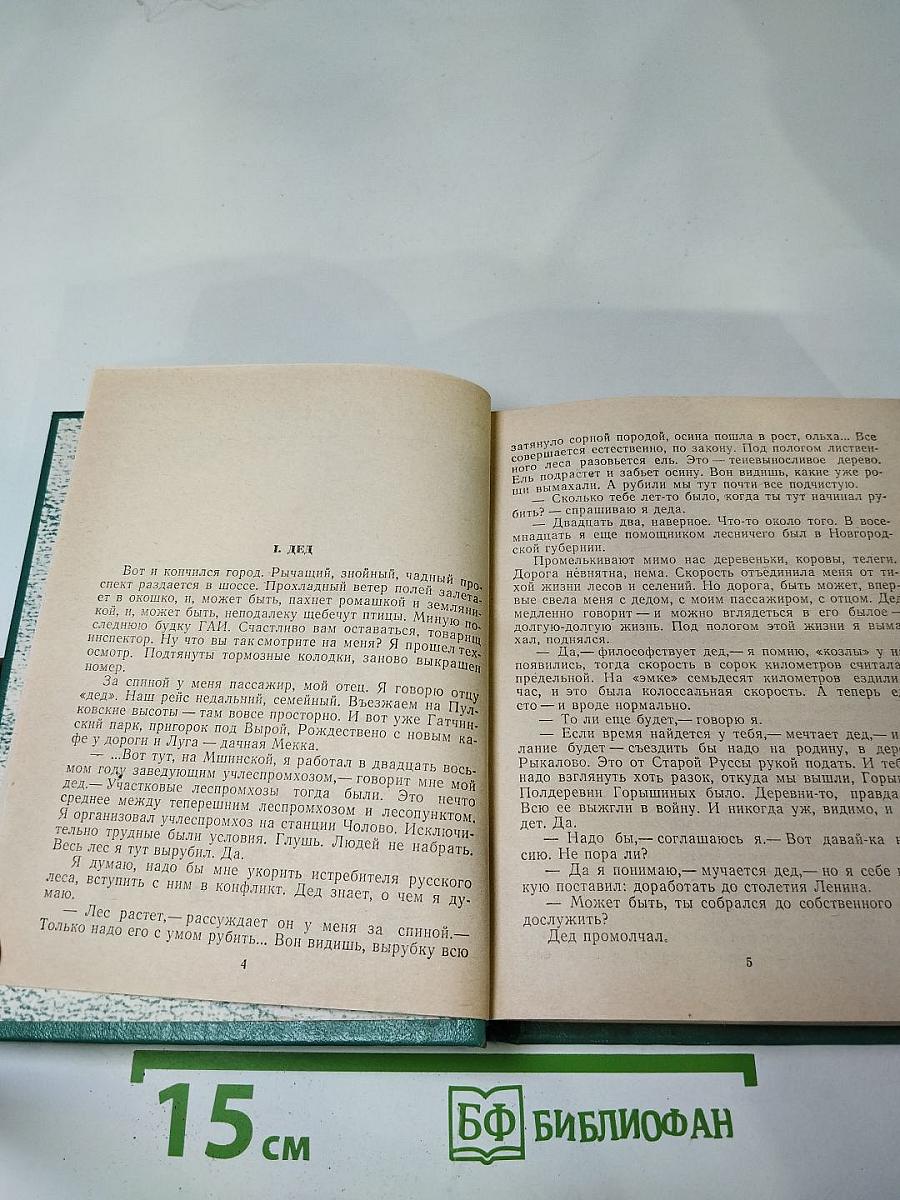 I. ДЕД
Вот и кончился город. Рычащий, знойный, чадный про-
спект раздается в шоссе. Прохладный ветер полей залета-
ет в окошко, и, может быть, пахнет ромашкой и земляни-
кой, и, может быть, неподалеку щебечут птицы. Миную по-
следнюю будку ГАИ. Счастливо вам оставаться, товарищ
инспектор. Ну что вы так смотрите на меня? Я прошел тех-
осмотр. Подтянуты тормозные колодки, заново выкрашен
номер.
За спиной у меня пассажир, мой отец. Я говорю отцу
«дед». Наш рейс недальний, семейный. Въезжаем на Пул-
ковские высоты — там вовсе просторно. И вот уже Гатчин-
ский парк, пригорок под Вырой, Рождествено с новым ка-
фе у дороги и Луга — дачная Мекка.
— ...Вот тут, на Мшинской, я работал в двадцать вось-
мом году заведующим учлеспромхозом,— говорит мне мой
дед.— Участковые леспромхозы тогда были. Это нечто
среднее между теперешним леспромхозом и лесопунктом.
Я организовал учлеспромхоз на станции Чолово. Исключи-
тельно трудные были условия. Глушь. Людей не набрать.
Весь лес я тут вырубил. Да.
Я думаю, надо бы мне укорить истребителя русского
леса, вступить с ним в конфликт. Дед знает, о чем я ду-
маю.
— Лес растет,— рассуждает он у меня за спиной.—
Только надо его с умом рубить... Вон видишь, вырубку всю
4
затянуло сорной породой, осина пошла в рост, ольха... Все
совершается естественно, по закону. Под пологом листвен-
ного леса разовьется ель. Это — теневыносливое дерево.
Ель подрастет и забьет осину. Вон видишь, какие уже ро-
щи вымахали. А рубили мы тут почти все подчистую.
— Сколько тебе лет-то было, когда ты тут начинал ру-
бить? — спрашиваю я деда.
— Двадцать два, наверное. Что-то около того. В восе-
мнадцать я еще помощником лесничего был в Новгород-
ской губернии.
Промелькивают мимо нас деревеньки, коровы, телеги.
Дорога невнятна, нема. Скорость отъединила меня от ти-
хой жизни лесов и селений. Но дорога, быть может, впер-
вые свела меня с дедом, с моим пассажиром, с отцом. Дед
медленно говорит — и можно вглядеться в его былое —
долгую-долгую жизнь. Под пологом этой жизни я выма
хал, поднялся.
— Да,— философствует дед,— я помню, «козлы» у н
появились, тогда скорость в сорок километров считала
предельной. На «эмке» семьдесят километров ездили
час, и это была колоссальная скорость. А теперь е
сто — и вроде нормально.
— То ли еще будет,— говорю я.
— Если время найдется у тебя,— мечтает дед,— и
лание будет — съездить бы надо на родину, в дер
Рыкалово. Это от Старой Руссы рукой подать. И теб
надо взглянуть хоть разок, откуда мы вышли, Горы
Полдеревни Горышиных было. Деревни-то, правда
Всю ее выжгли в войну. И никогда уж, видимо, и
дет. Да.
— Надо бы,— соглашаюсь я.— Вот давай-ка н
сию. Не пора ли?
— Да я понимаю,— мучается дед,— но я себе
кую поставил: доработать до столетия Ленина.
— Может быть, ты собрался до собственного
дослужить?
Дед промолчал.
5
15 см
БФ БИБЛИОФАН